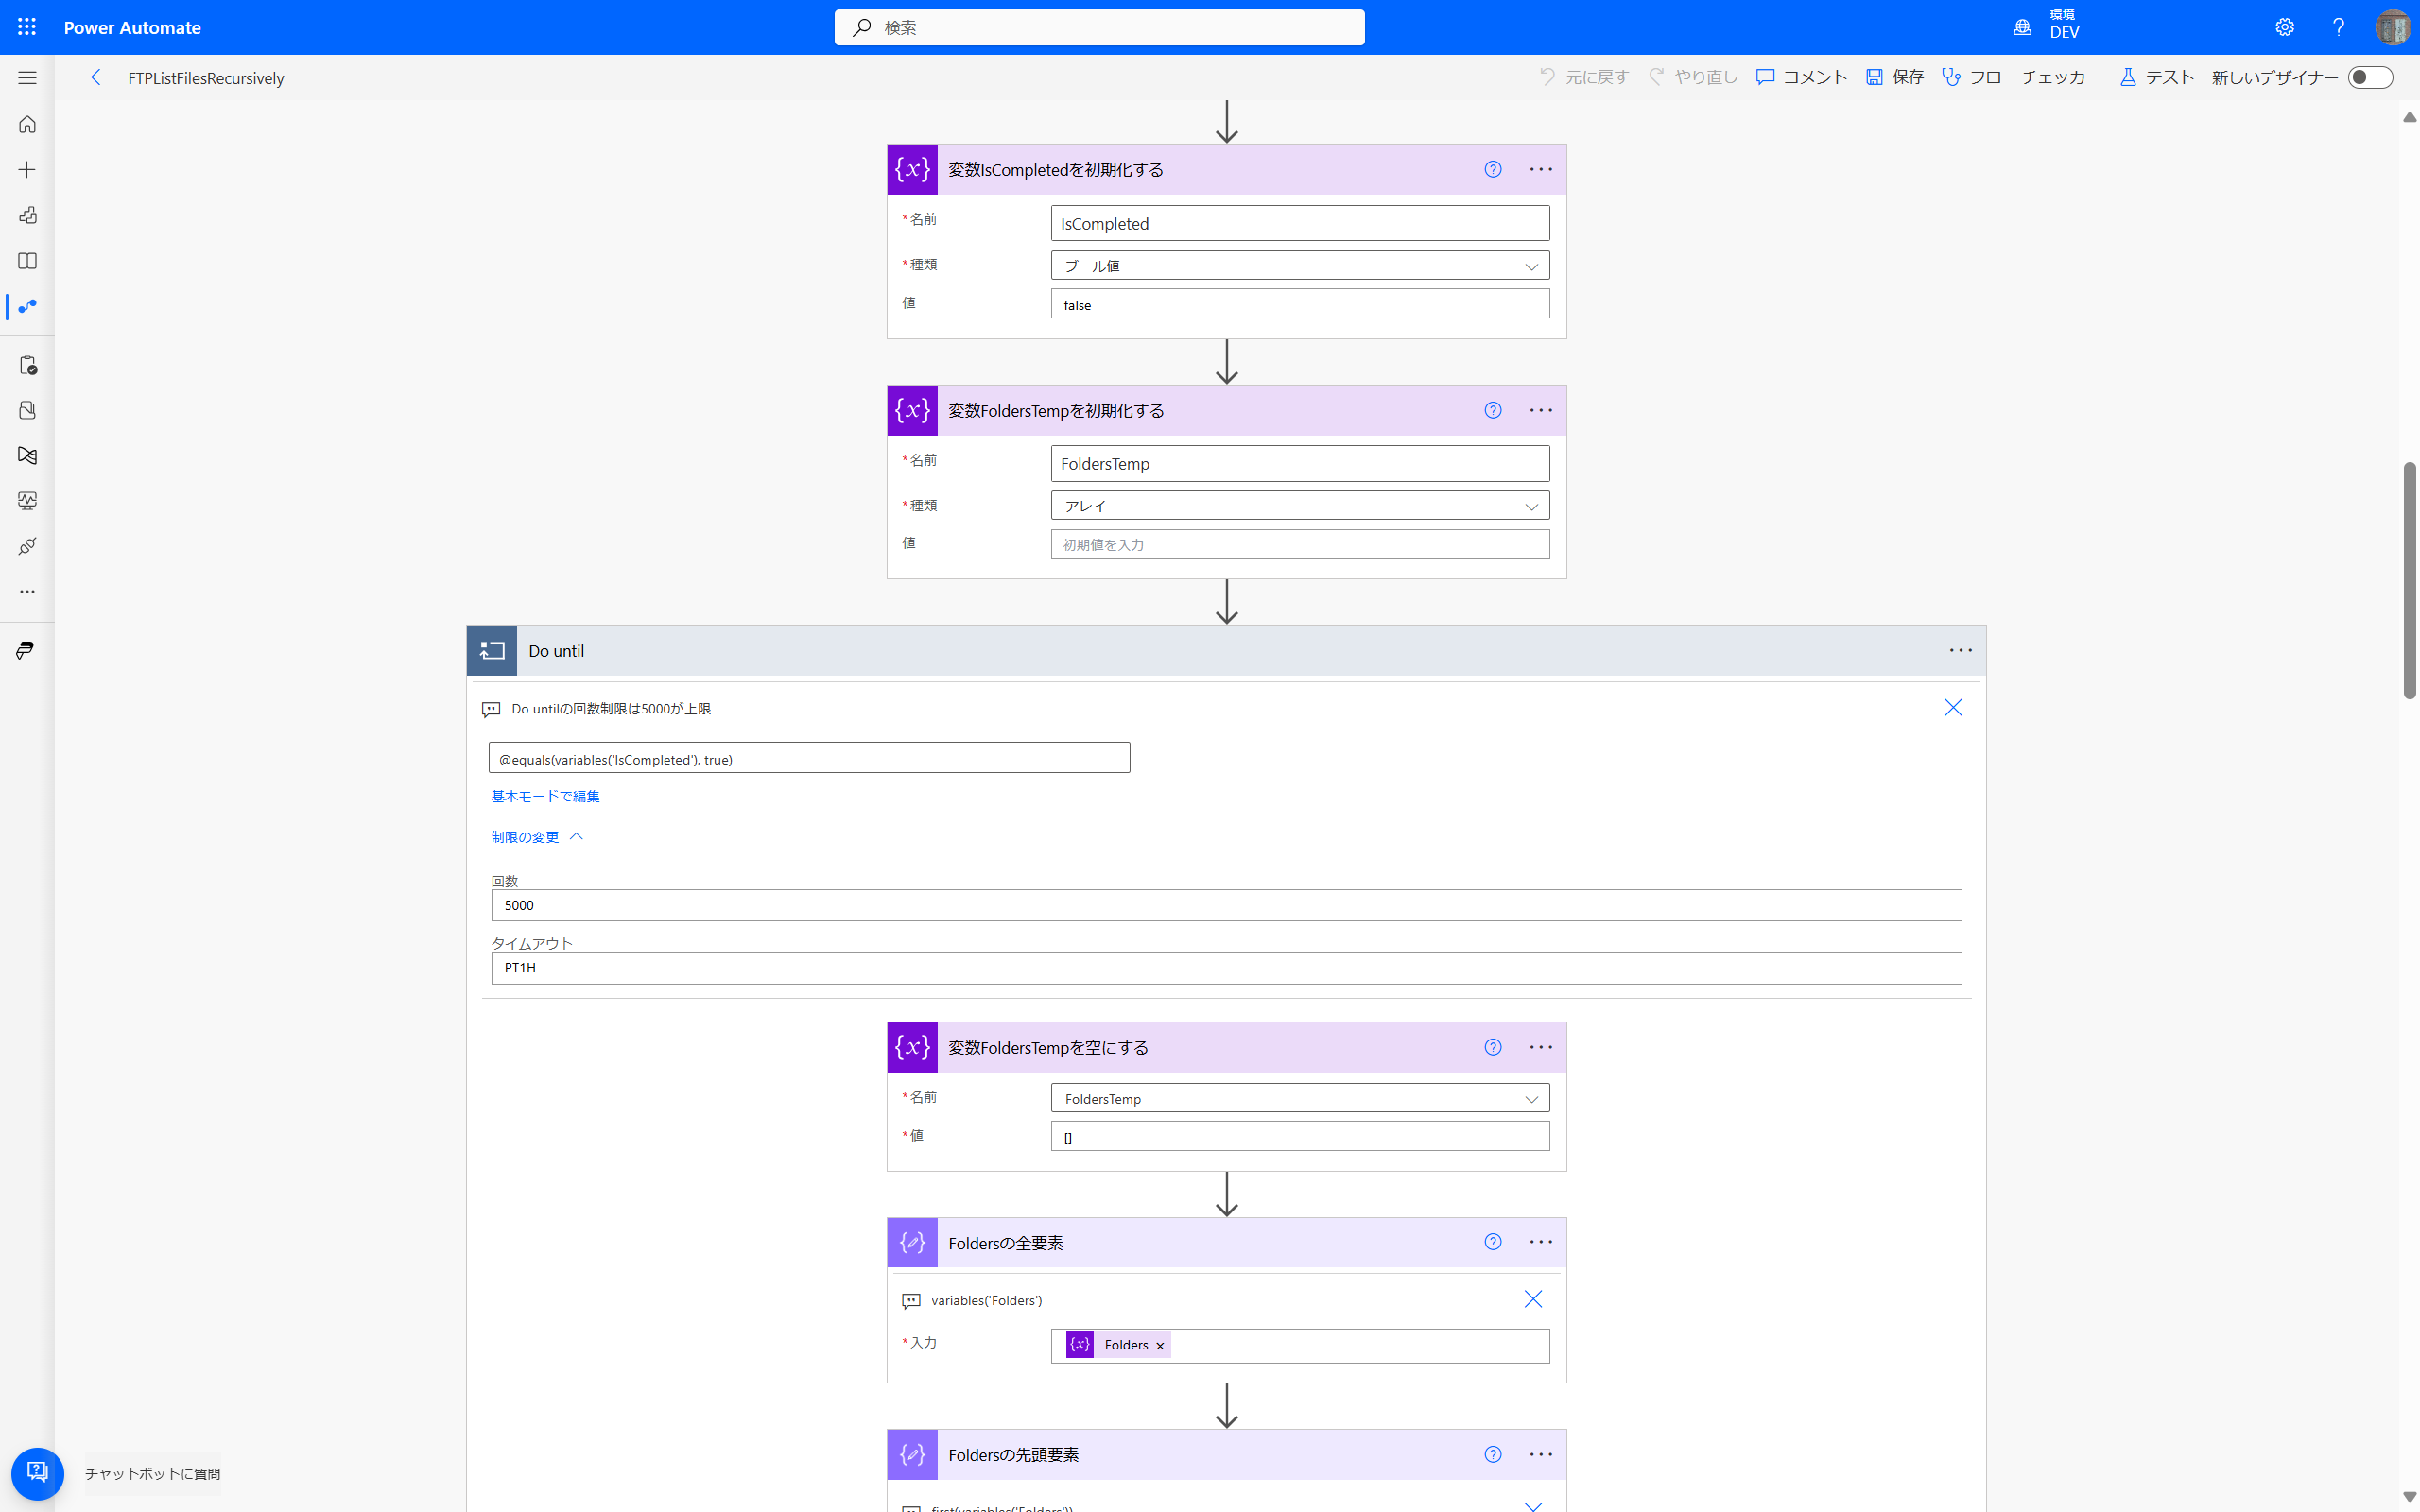 Power Automate
検索
環境
DEV
FTPListFilesRecursively
元に戻す
やり直し
コメント
保存
フロー チェッカー
テスト
新しいデザイナー
{x} 変数IsCompletedを初期化する
*名前
IsCompleted
*種類
ブール値
値
false
{x} 変数FoldersTempを初期化する
*名前
FoldersTemp
*種類
アレイ
値
初期値を入力
Do until
Do untilの回数制限は5000が上限
@equals(variables('IsCompleted'), true)
基本モードで編集
制限の変更
回数
5000
タイムアウト
PT1H
{x} 変数FoldersTempを空にする
*名前
FoldersTemp
*値
[]
Foldersの全要素
variables('Folders')
*入力
{x} Folders ×
Foldersの先頭要素
first(variables('Folders'))
チャットボットに質問